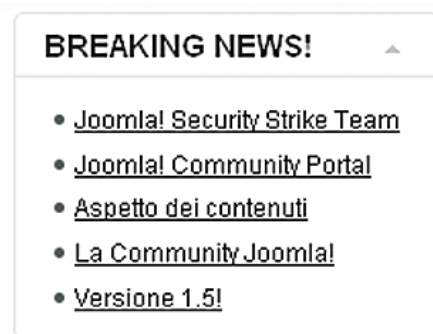 BREAKING NEWS!
Joomla! Security Strike Team
Joomla! Community Portal
Aspetto dei contenuti
La Community Joomla!
Versione 1.5!